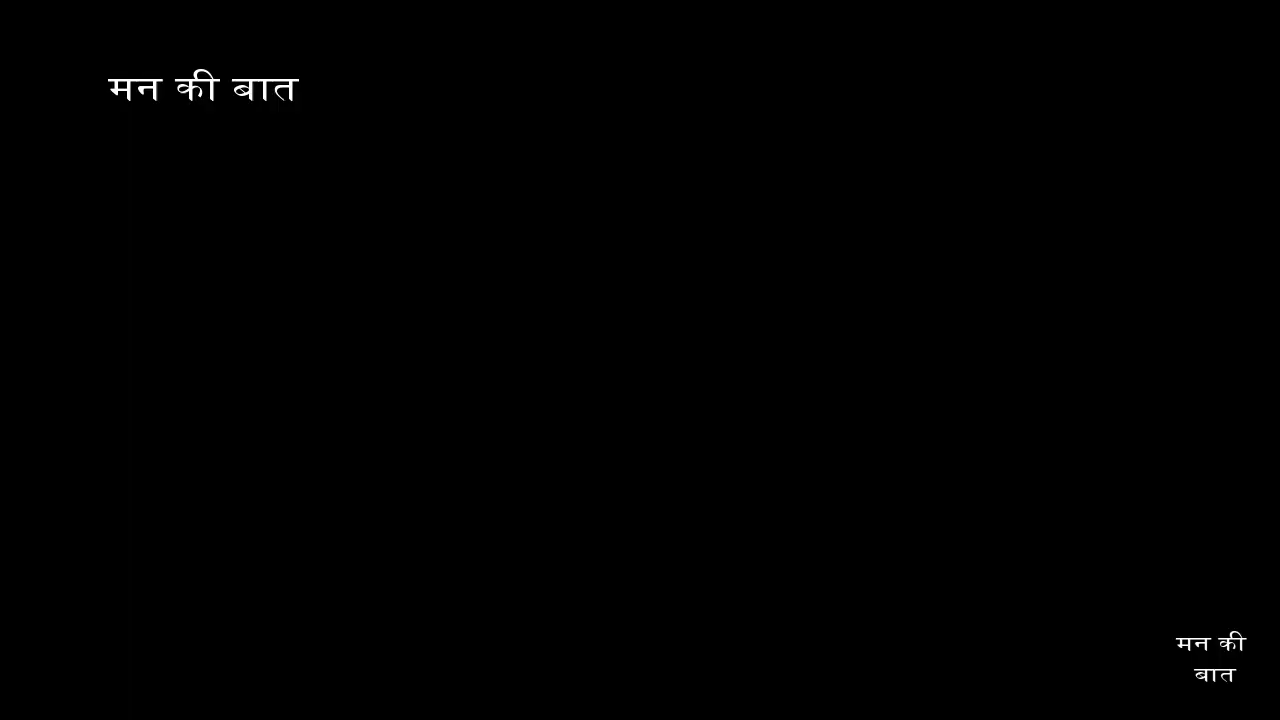 मन की बात
मन की
बात